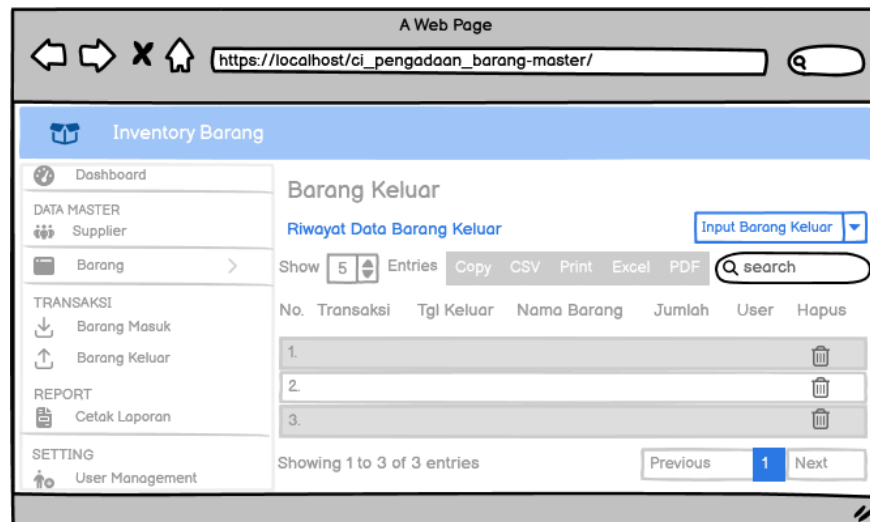 A Web Page
https://localhost/ci_pengadaan_barang-master/
Inventory Barang
Dashboard
DATA MASTER
Supplier
Barang
TRANSAKSI
Barang Masuk
Barang Keluar
REPORT
Cetak Laporan
SETTING
User Management
Barang Keluar
Riwayat Data Barang Keluar
Input Barang Keluar
Show 5 Entries Copy CSV Print Excel PDF search
No. Transaksi Tgl Keluar Nama Barang Jumlah User Hapus
1.
2.
3.
Showing 1 to 3 of 3 entries
Previous 1 Next